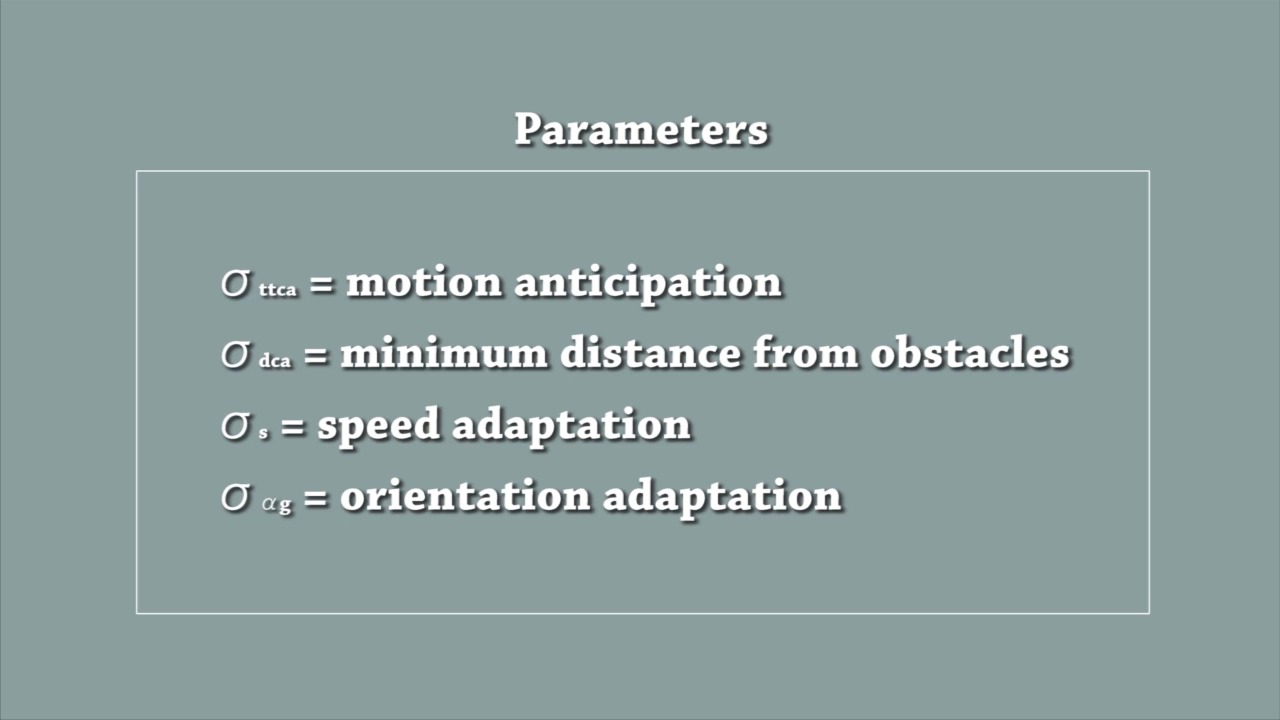 Parameters
σ ttca = motion anticipation
σ dca = minimum distance from obstacles
σ s = speed adaptation
σ αg = orientation adaptation